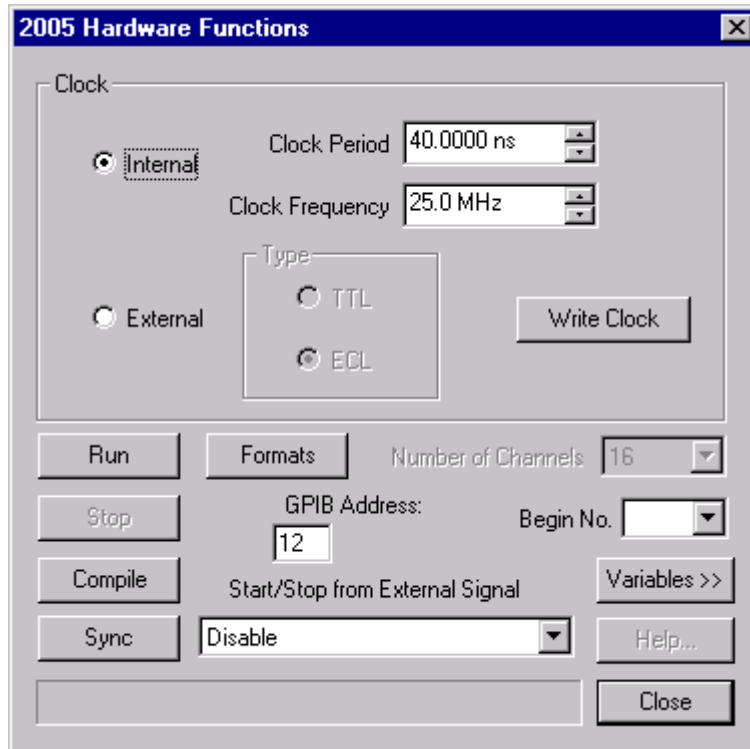 2005 Hardware Functions
Clock
Internal
Clock Period 40.0000 ns
Clock Frequency 25.0 MHz
Type
TTL
External
Write Clock
ECL
Run Formats Number of Channels 16
Stop
GPIB Address:
12
Begin No.
Compile
Start/Stop from External Signal
Variables >>
Sync Disable Help...
Close